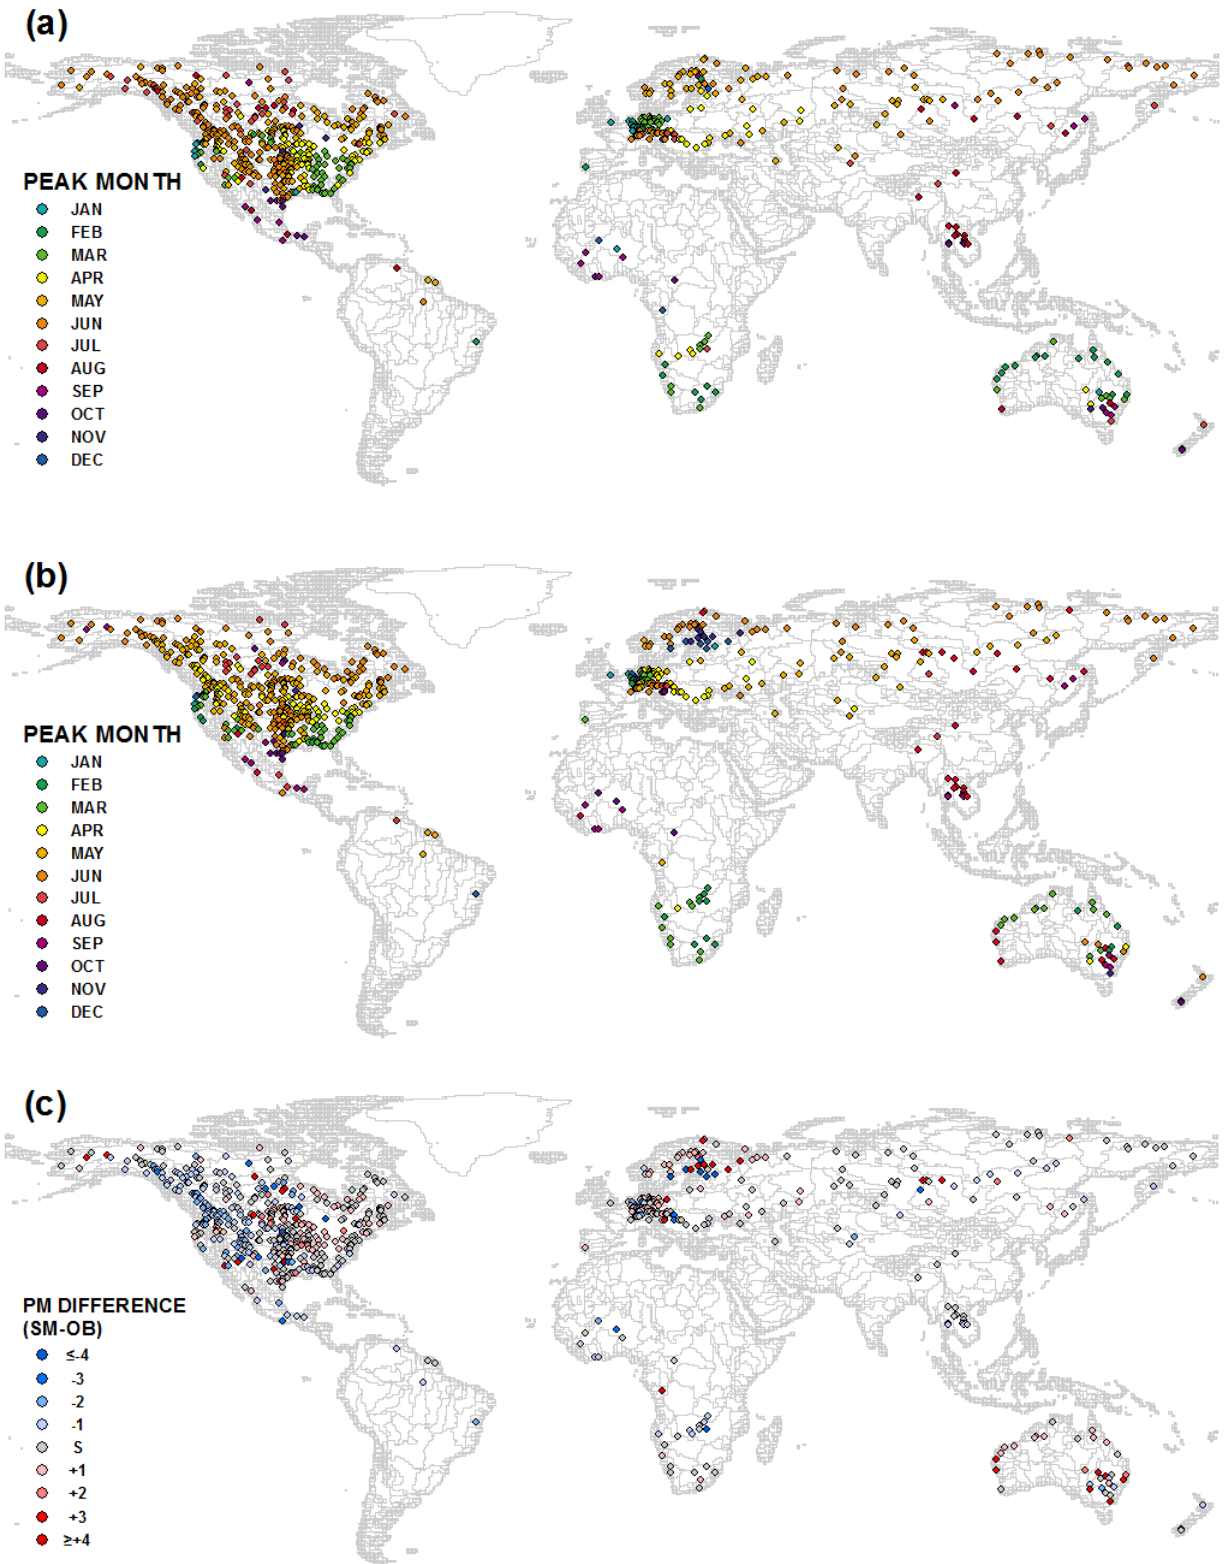 (a)
PEAK MONTH
JAN
FEB
MAR
APR
MAY
JUN
JUL
AUG
SEP
OCT
NOV
DEC
(b)
PEAK MONTH
JAN
FEB
MAR
APR
MAY
JUN
JUL
AUG
SEP
OCT
NOV
DEC
(c)
PM DIFFERENCE
(SM-OB)
≤-4
-3
-2
-1
S
+1
+2
+3
≥+4